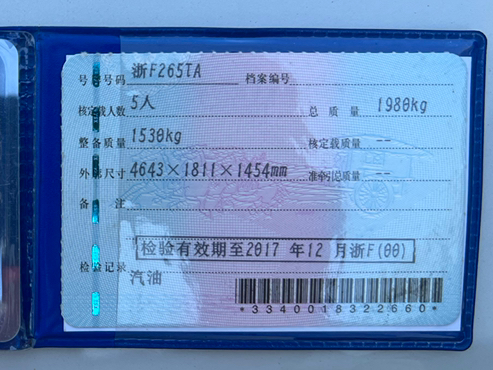 号牌号码 浙F265TA 档案编号
核定载人数 5人 总质量 1980kg
整备质量 1530kg 核定载质量 --
外廓尺寸 4643×1811×1454mm 准牵引总质量 --
备注
检验有效期至2017 年12 月浙F(00)
检验记录
汽油
*3340018322660*